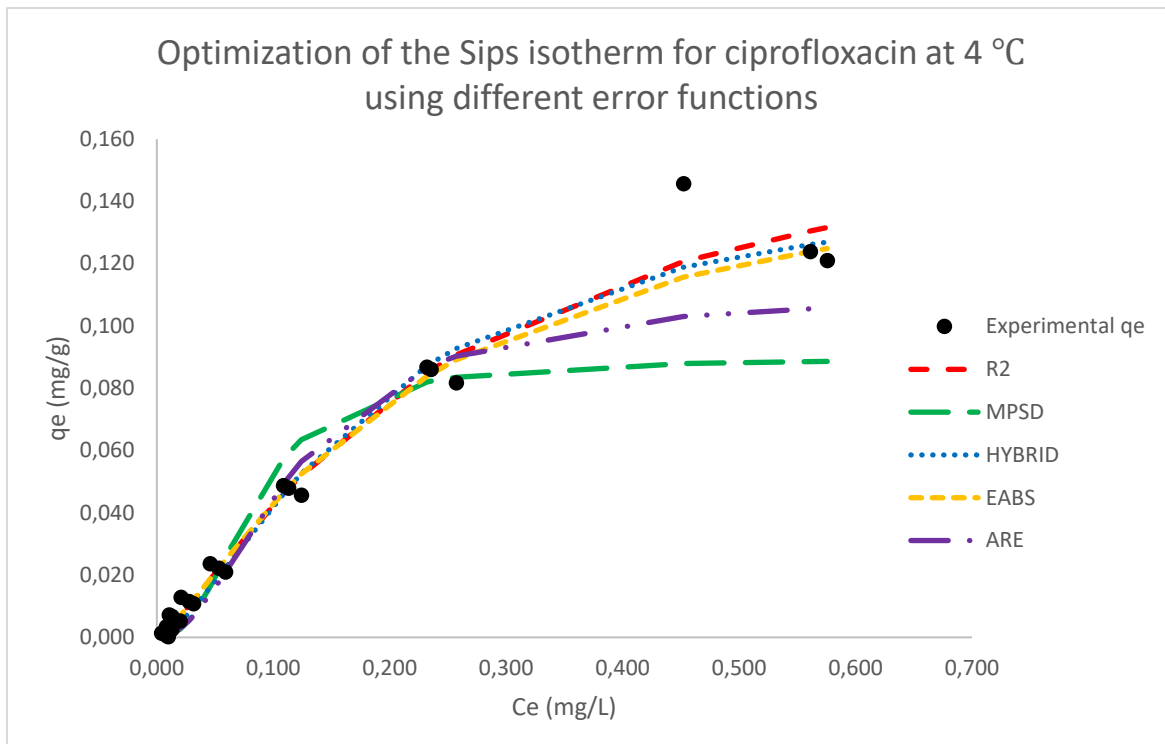 Optimization of the Sips isotherm for ciprofloxacin at 4 ℃
using different error functions
0,160
0,140
0,120
0,100
0,080
0,060
0,040
0,020
0,000
qe (mg/g)
0,000
0,100
0,200
0,300
0,400
0,500
0,600
0,700
Ce (mg/L)
Experimental qe
R2
MPSD
HYBRID
EABS
ARE